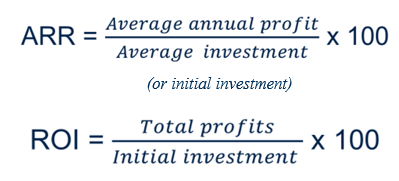 ARR = Average annual profit / Average investment x 100
(or initial investment)
ROI = Total profits / Initial investment x 100